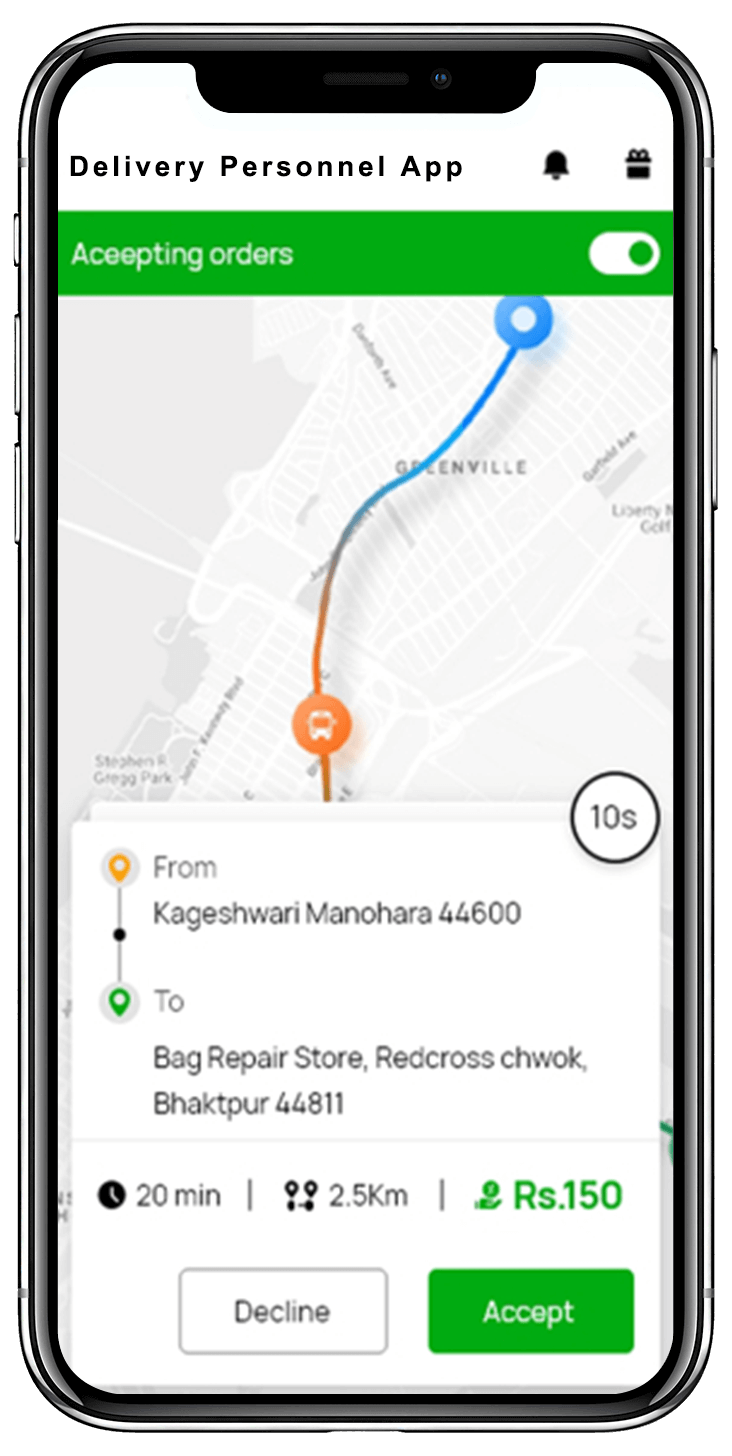 Delivery Personnel App
Aceepting orders
Danforth Ave
GREENVILLE
Garfield Ave
Liberty N
Golf
John F. Kennedy Blvd
Stephen R.
Gregg Park
10s
From
Kageshwari Manohara 44600
To
Bag Repair Store, Redcross chwok,
Bhaktpur 44811
20 min | 2.5Km | Rs.150
Decline
Accept